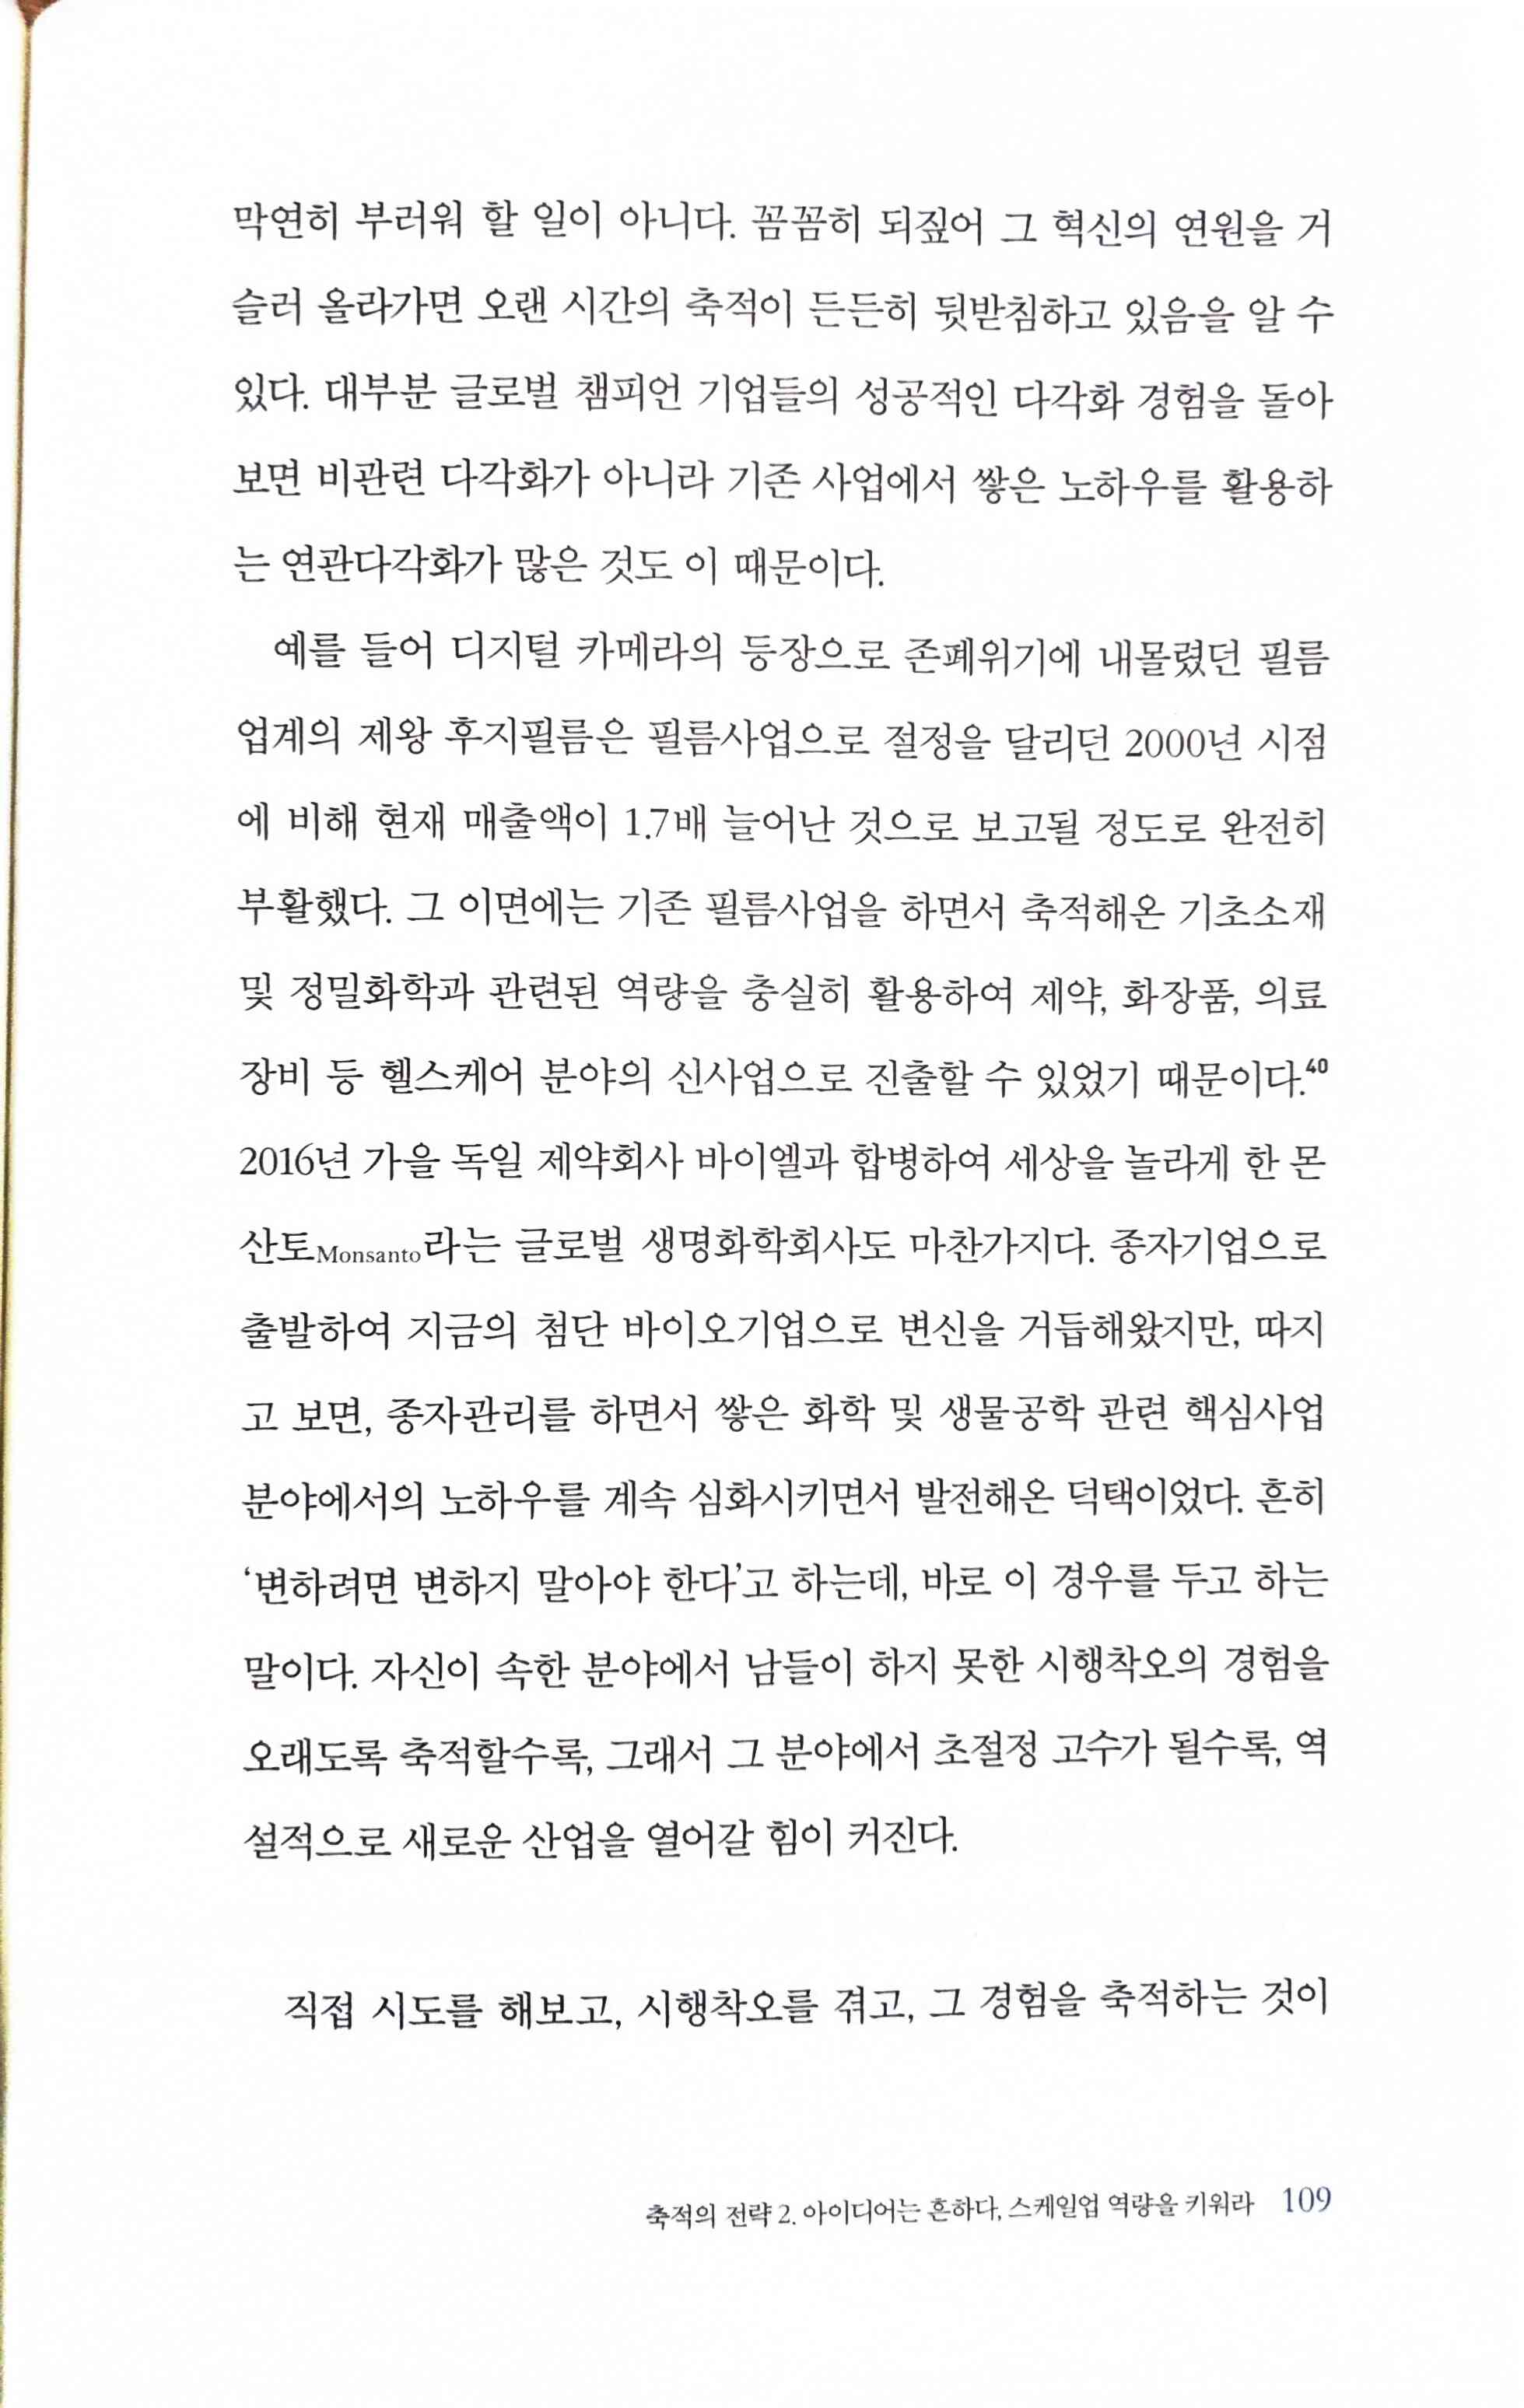 막연히 부러워 할 일이 아니다. 꼼꼼히 되짚어 그 혁신의 연원을 거
슬러 올라가면 오랜 시간의 축적이 든든히 뒷받침하고 있음을 알 수
있다. 대부분 글로벌 챔피언 기업들의 성공적인 다각화 경험을 돌아
보면 비관련 다각화가 아니라 기존 사업에서 쌓은 노하우를 활용하
는 연관다각화가 많은 것도 이 때문이다.
예를 들어 디지털 카메라의 등장으로 존폐위기에 내몰렸던 필름
업계의 제왕 후지필름은 필름사업으로 절정을 달리던 2000년 시점
에 비해 현재 매출액이 1.7배 늘어난 것으로 보고될 정도로 완전히
부활했다. 그 이면에는 기존 필름사업을 하면서 축적해온 기초소재
및 정밀화학과 관련된 역량을 충실히 활용하여 제약, 화장품, 의료
장비 등 헬스케어 분야의 신사업으로 진출할 수 있었기 때문이다.40
2016년 가을 독일 제약회사 바이엘과 합병하여 세상을 놀라게 한 몬
산토Monsanto라는 글로벌 생명화학회사도 마찬가지다. 종자기업으로
출발하여 지금의 첨단 바이오기업으로 변신을 거듭해왔지만, 따지
고 보면, 종자관리를 하면서 쌓은 화학 및 생물공학 관련 핵심사업
분야에서의 노하우를 계속 심화시키면서 발전해온 덕택이었다. 흔히
‘변하려면 변하지 말아야 한다’고 하는데, 바로 이 경우를 두고 하는
말이다. 자신이 속한 분야에서 남들이 하지 못한 시행착오의 경험을
오래도록 축적할수록, 그래서 그 분야에서 초절정 고수가 될수록, 역
설적으로 새로운 산업을 열어갈 힘이 커진다.
직접 시도를 해보고, 시행착오를 겪고, 그 경험을 축적하는 것이
축적의 전략 2. 아이디어는 흔하다, 스케일업 역량을 키워라 109